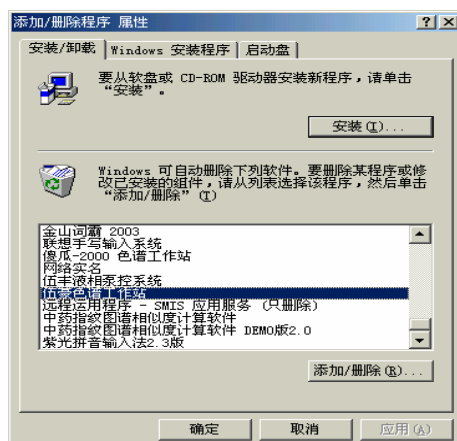 添加/删除程序 属性
安装/卸载 Windows 安装程序 启动盘
要从软盘或 CD-ROM 驱动器安装新程序，请单击
“安装”。
安装(I)...
Windows 可自动删除下列软件。要删除某程序或修
改已安装的组件，请从列表选择该程序，然后单击
“添加/删除”(T)
金山词霸 2003
联想手写输入系统
傻瓜-2000 色谱工作站
网络实名
伍丰液相泵控系统
伍豪色谱工作站
远程运用程序 - SMIS 应用服务 （只删除）
中药指纹图谱相似度计算软件
中药指纹图谱相似度计算软件 DEMO版2.0
紫光拼音输入法2.3版
添加/删除(R)...
确定 取消 应用(A)